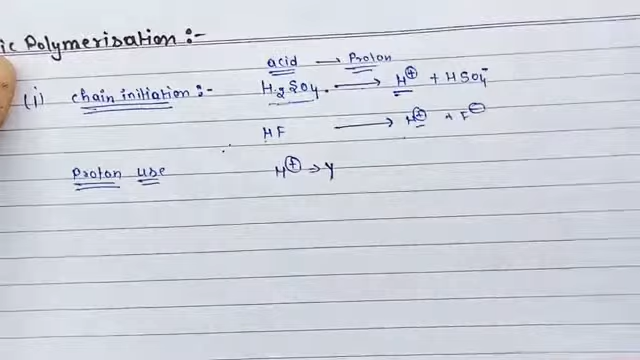 ic Polymerisation :-
acid → Proton
(i) chain initiation :- H₂SO₄ → H⊕ + HSO₄⁻
HF → H⊕ + F⊖
Proton use H⊕ → Y